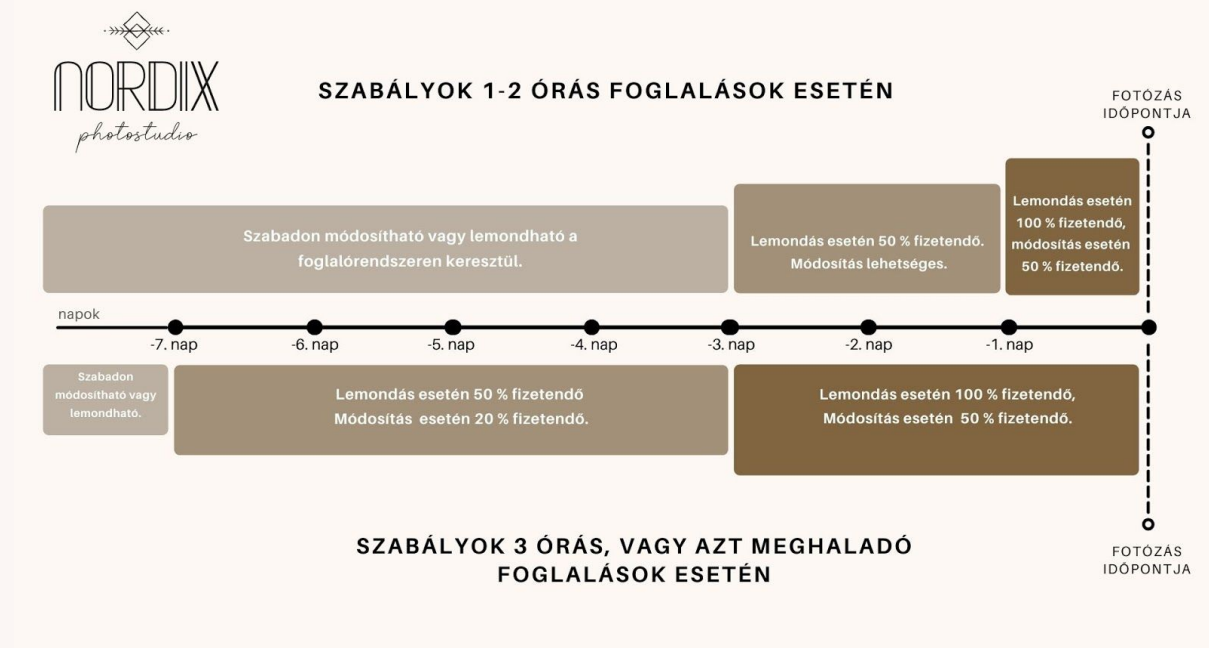 NORDIX
photostudio
SZABÁLYOK 1-2 ÓRÁS FOGLALÁSOK ESETÉN
FOTÓZÁS
IDŐPONTJA
Szabadon módosítható vagy lemondható a
foglalórendszeren keresztül.
Lemondás esetén 50 % fizetendő.
Módosítás lehetséges.
Lemondás esetén
100 % fizetendő,
módosítás esetén
50 % fizetendő.
napok
-7. nap
-6. nap
-5. nap
-4. nap
-3. nap
-2. nap
-1. nap
Szabadon
módosítható vagy
lemondható.
Lemondás esetén 50 % fizetendő
Módosítás esetén 20 % fizetendő.
Lemondás esetén 100 % fizetendő,
Módosítás esetén 50 % fizetendő.
SZABÁLYOK 3 ÓRÁS, VAGY AZT MEGHALADÓ
FOGLALÁSOK ESETÉN
FOTÓZÁS
IDŐPONTJA